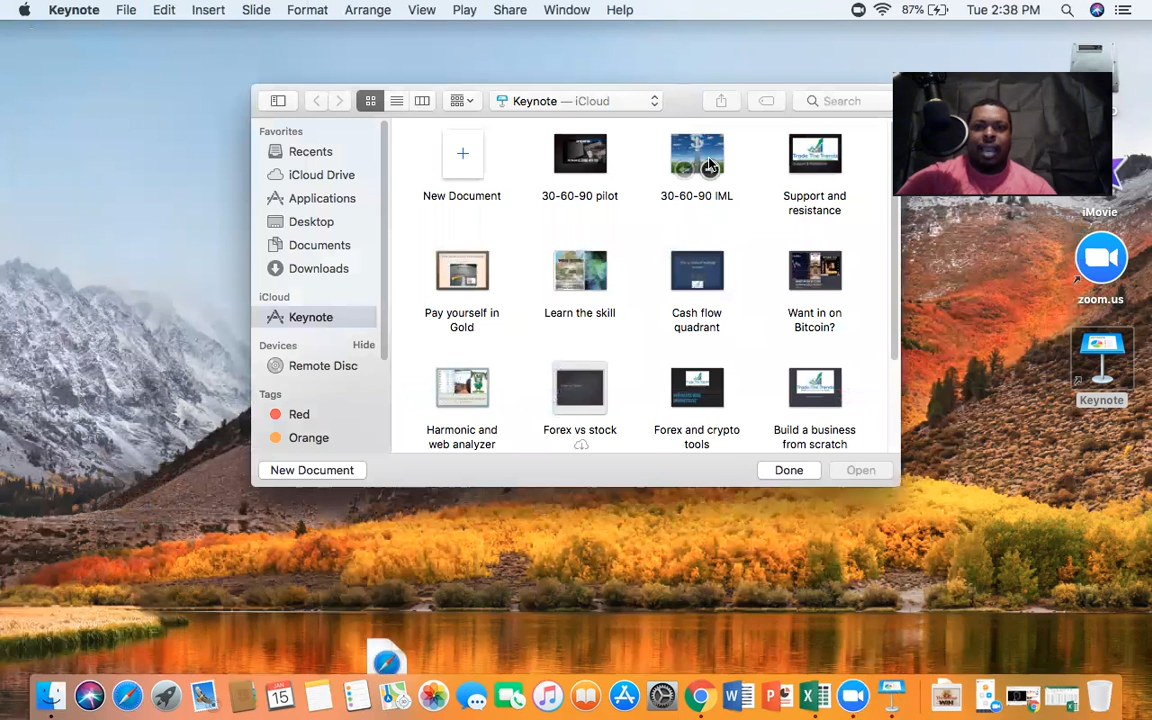 Keynote File Edit Insert Slide Format Arrange View Play Share Window Help 87% Tue 2:38 PM
Keynote — iCloud
Search
Favorites
Recents
iCloud Drive
Applications
Desktop
Documents
Downloads
iCloud
Keynote
Devices Hide
Remote Disc
Tags
Red
Orange
New Document
30-60-90 pilot
30-60-90 IML
Support and
resistance
Pay yourself in
Gold
Learn the skill
Cash flow
quadrant
Want in on
Bitcoin?
Harmonic and
web analyzer
Forex vs stock
Forex and crypto
tools
Build a business
from scratch
New Document
Done
Open
iMovie
zoom.us
Keynote
JAN
15